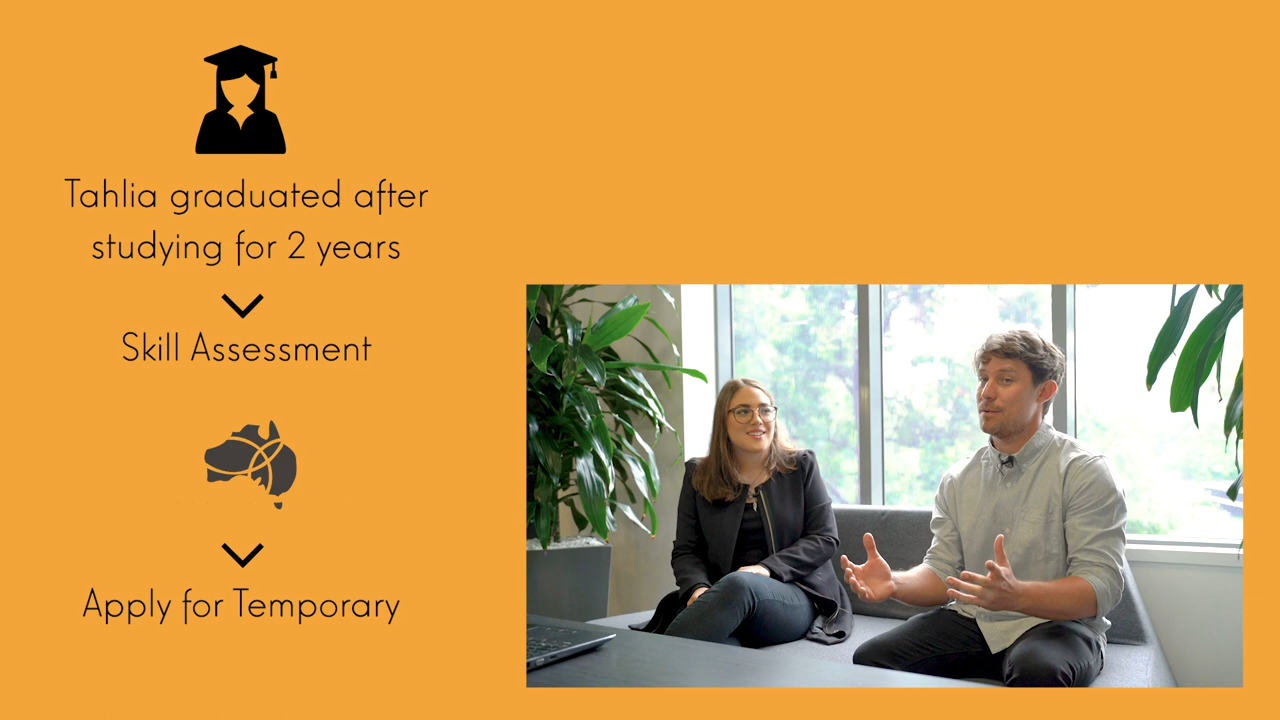 Tahlia graduated after
studying for 2 years
Skill Assessment
Apply for Temporary